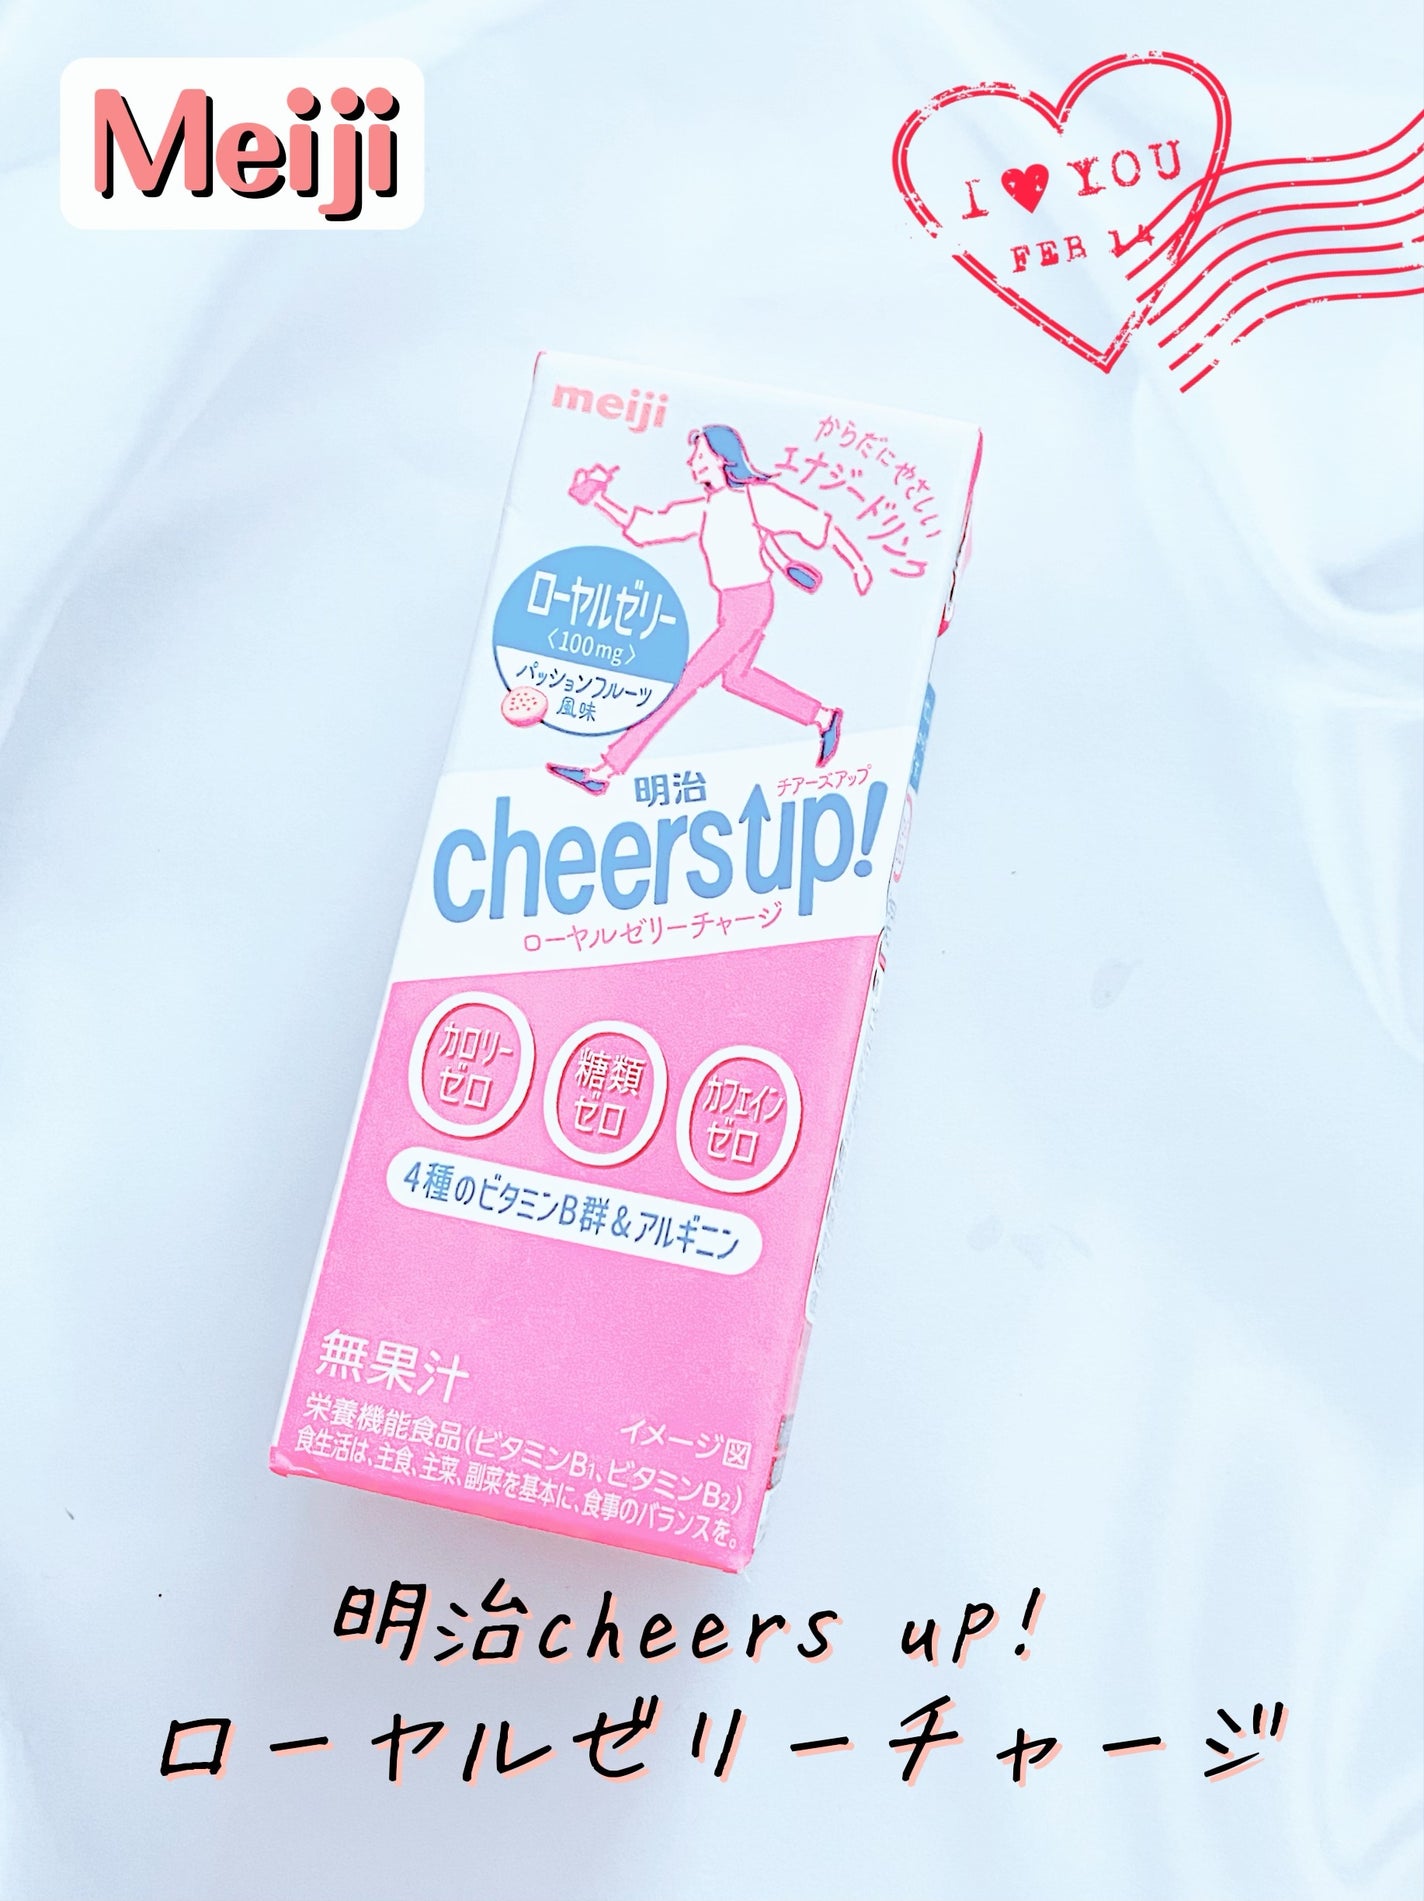 Meiji
I ♥ YOU
FEB 14
meiji
からだにやさしい
エナジードリンク
ローヤルゼリー
〈100mg〉
パッションフルーツ
風味
明治
チアーズアップ
cheers up!
ローヤルゼリーチャージ
カロリー
ゼロ
糖類
ゼロ
カフェイン
ゼロ
4種のビタミンB群&アルギニン
無果汁
イメージ図
栄養機能食品(ビタミンB1、ビタミンB2)
食生活は、主食、主菜、副菜を基本に、食事のバランスを。
明治cheers up!
ローヤルゼリーチャージ